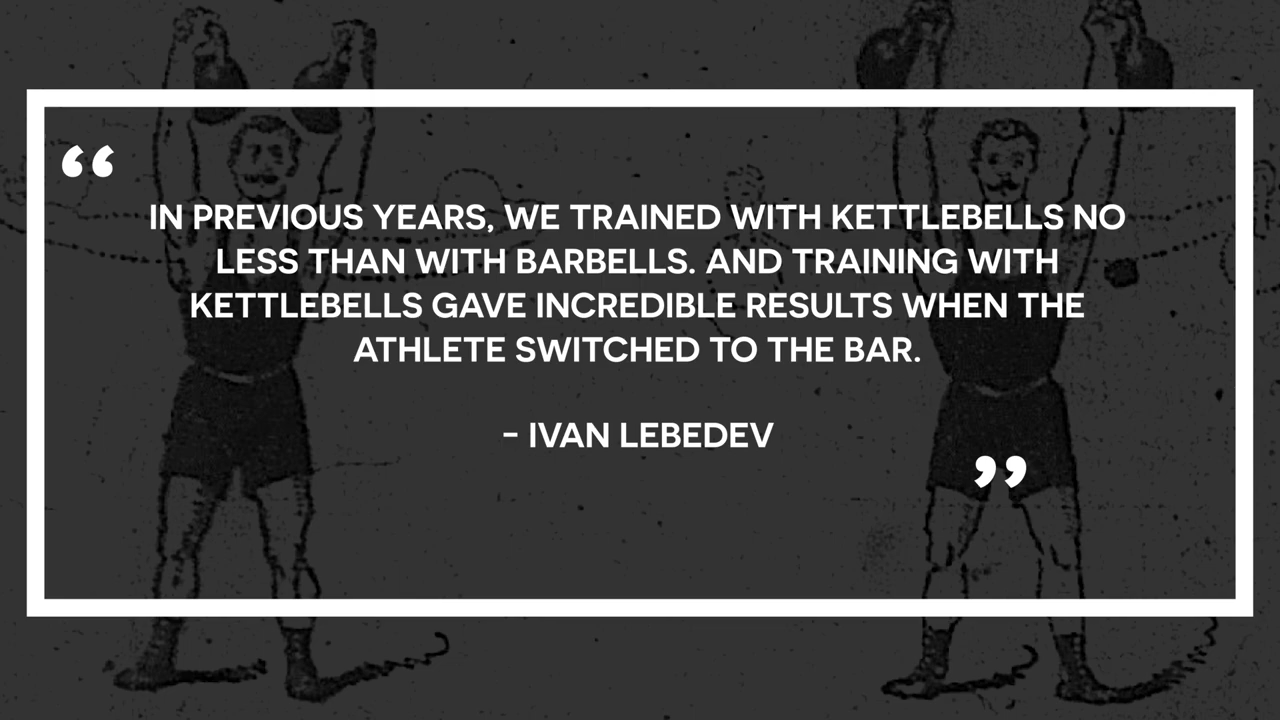 “
IN PREVIOUS YEARS, WE TRAINED WITH KETTLEBELLS NO
LESS THAN WITH BARBELLS. AND TRAINING WITH
KETTLEBELLS GAVE INCREDIBLE RESULTS WHEN THE
ATHLETE SWITCHED TO THE BAR.
- IVAN LEBEDEV
”